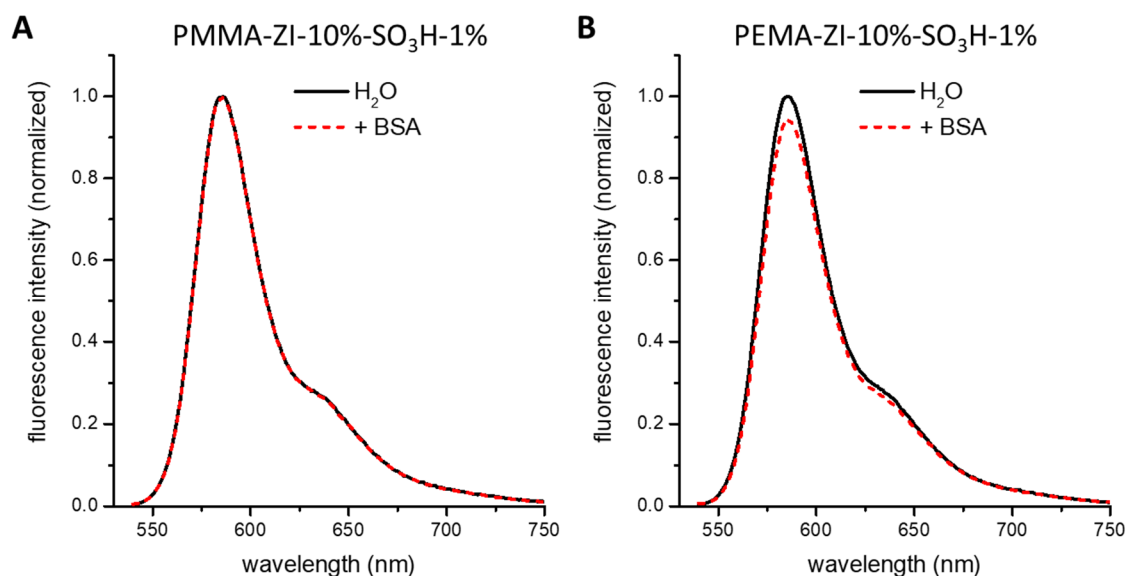 A
PMMA-ZI-10%-SO₃H-1%
fluorescence intensity (normalized)
1.0
0.8
0.6
0.4
0.2
0.0
H₂O
+ BSA
550
600
650
700
750
wavelength (nm)
B
PEMA-ZI-10%-SO₃H-1%
fluorescence intensity (normalized)
1.0
0.8
0.6
0.4
0.2
0.0
H₂O
+ BSA
550
600
650
700
750
wavelength (nm)